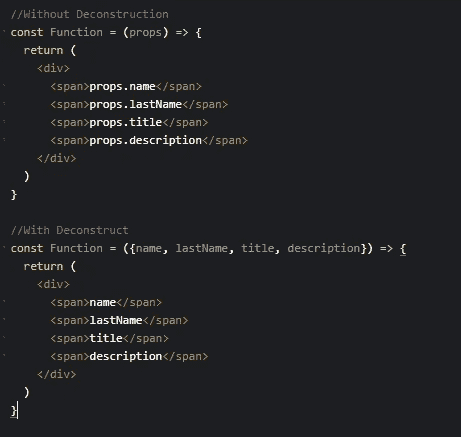 //Without Deconstruction
const Function = (props) => {
return (
<div>
<span>props.name</span>
<span>props.lastName</span>
<span>props.title</span>
<span>props.description</span>
</div>
)
}
//With Deconstruct
const Function = ({name, lastName, title, description}) => {
return (
<div>
<span>name</span>
<span>lastName</span>
<span>title</span>
<span>description</span>
</div>
)
}